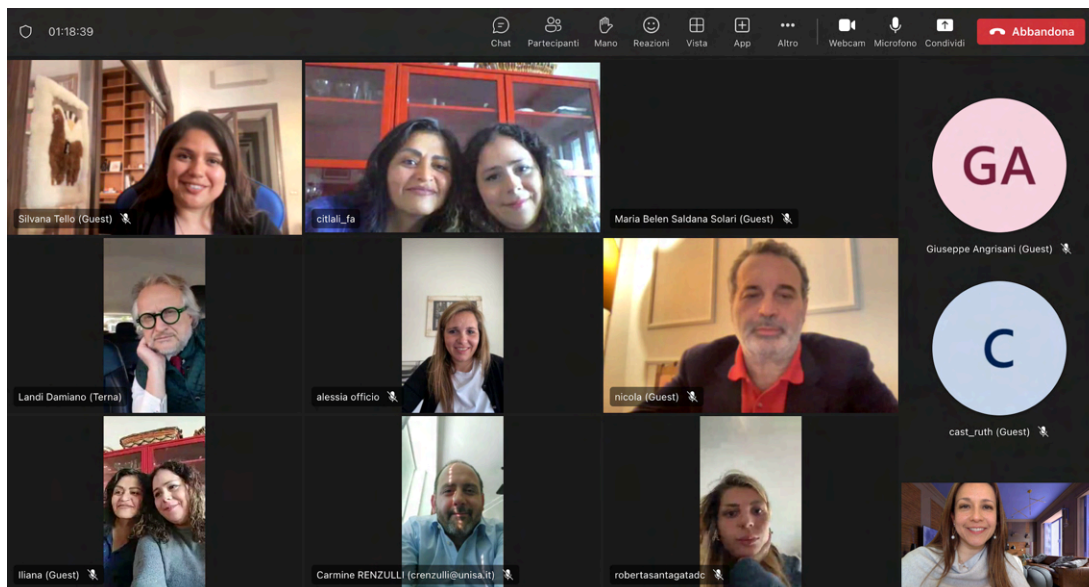 01:18:39
Chat
Partecipanti
Mano
Reazioni
Vista
App
Altro
Webcam
Microfono
Condividi
Abbandona
Silvana Tello (Guest)
citlali_fa
Maria Belen Saldana Solari (Guest)
GA
Giuseppe Angrisani (Guest)
Landi Damiano (Terna)
alessia officio
nicola (Guest)
C
cast_ruth (Guest)
Iliana (Guest)
Carmine RENZULLI (crenzulli@unisa.it)
robertasantagatadc